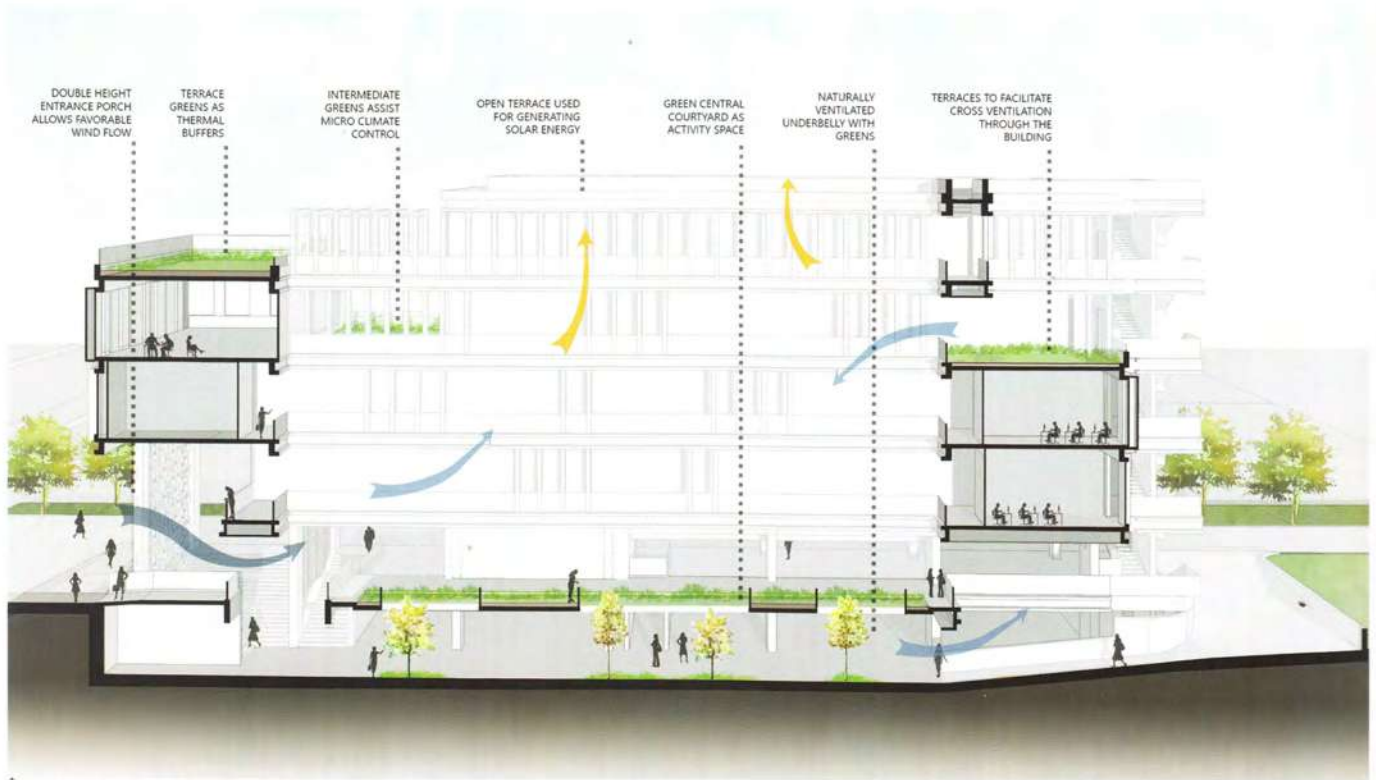 DOUBLE HEIGHT
ENTRANCE PORCH
ALLOWS FAVORABLE
WIND FLOW
TERRACE
GREENS AS
THERMAL
BUFFERS
INTERMEDIATE
GREENS ASSIST
MICRO CLIMATE
CONTROL
OPEN TERRACE USED
FOR GENERATING
SOLAR ENERGY
GREEN CENTRAL
COURTYARD AS
ACTIVITY SPACE
NATURALLY
VENTILATED
UNDERBELLY WITH
GREENS
TERRACES TO FACILITATE
CROSS VENTILATION
THROUGH THE
BUILDING